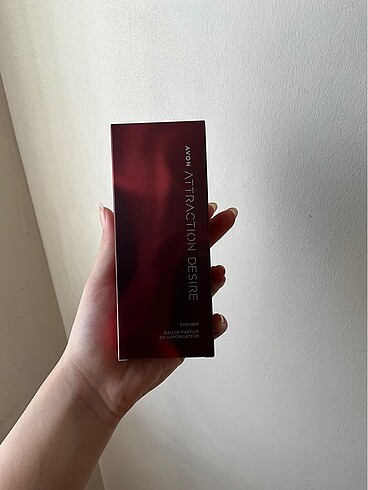 AVON ATTRACTION DESIRE
FOR HER
EAU DE PARFUM
EN VAPORISATEUR